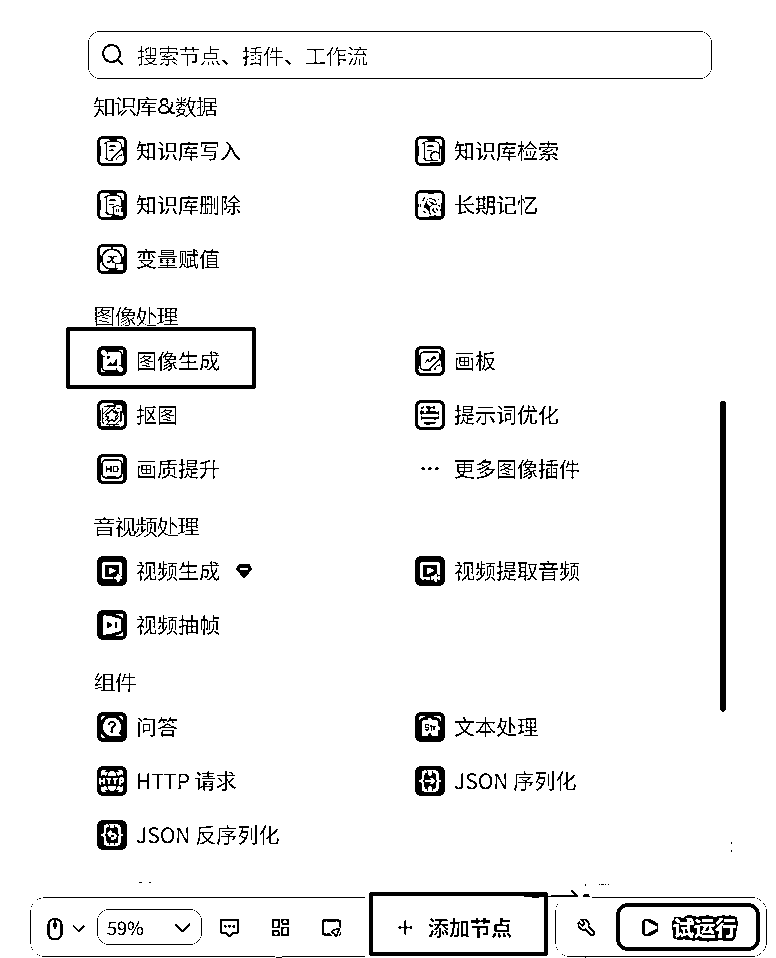 搜索节点、插件、工作流
知识库&数据
知识库写入 知识库检索
知识库删除 长期记忆
变量赋值
图像处理
图像生成 画板
抠图 提示词优化
画质提升 ··· 更多图像插件
音视频处理
视频生成 视频提取音频
视频抽帧
组件
问答 文本处理
HTTP 请求 JSON 序列化
JSON 反序列化
59% + 添加节点 试运行